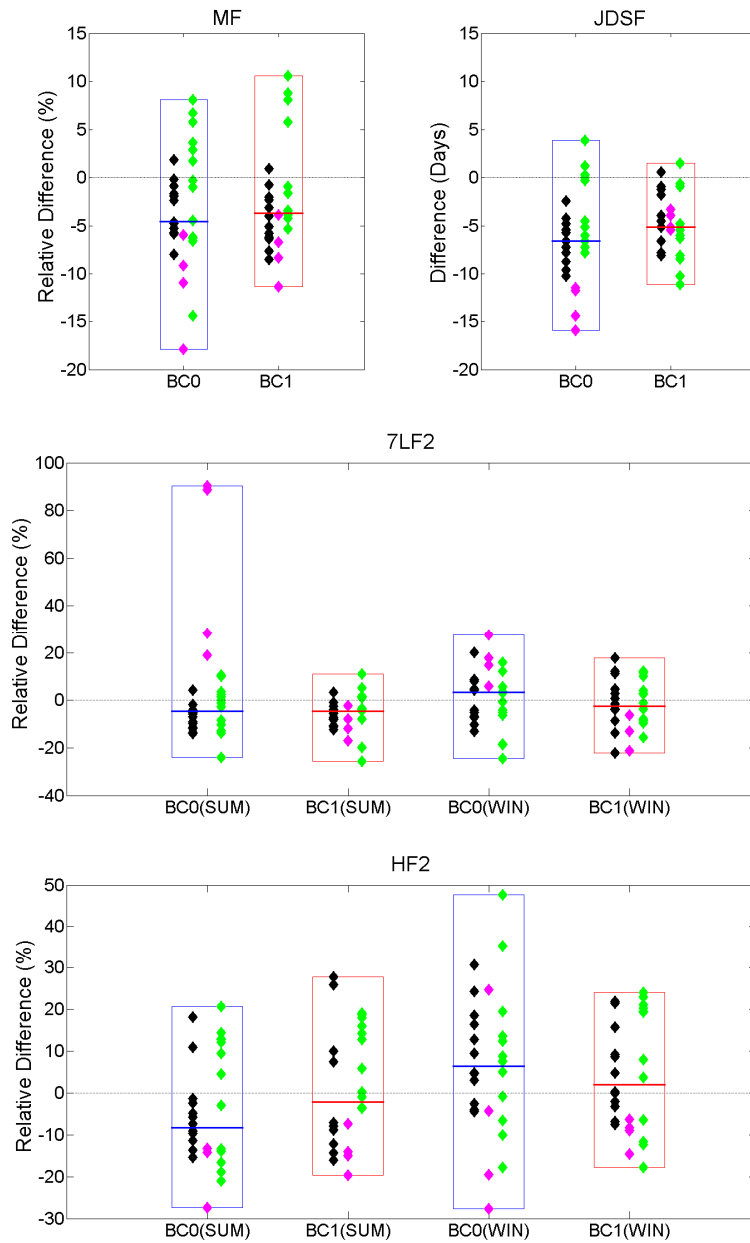 MF
JDSF
Relative Difference (%)
15
10
5
0
-5
-10
-15
-20
BC0
BC1
Difference (Days)
15
10
5
0
-5
-10
-15
-20
BC0
BC1
7LF2
Relative Difference (%)
100
80
60
40
20
0
-20
-40
BC0(SUM)
BC1(SUM)
BC0(WIN)
BC1(WIN)
HF2
Relative Difference (%)
50
40
30
20
10
0
-10
-20
-30
BC0(SUM)
BC1(SUM)
BC0(WIN)
BC1(WIN)